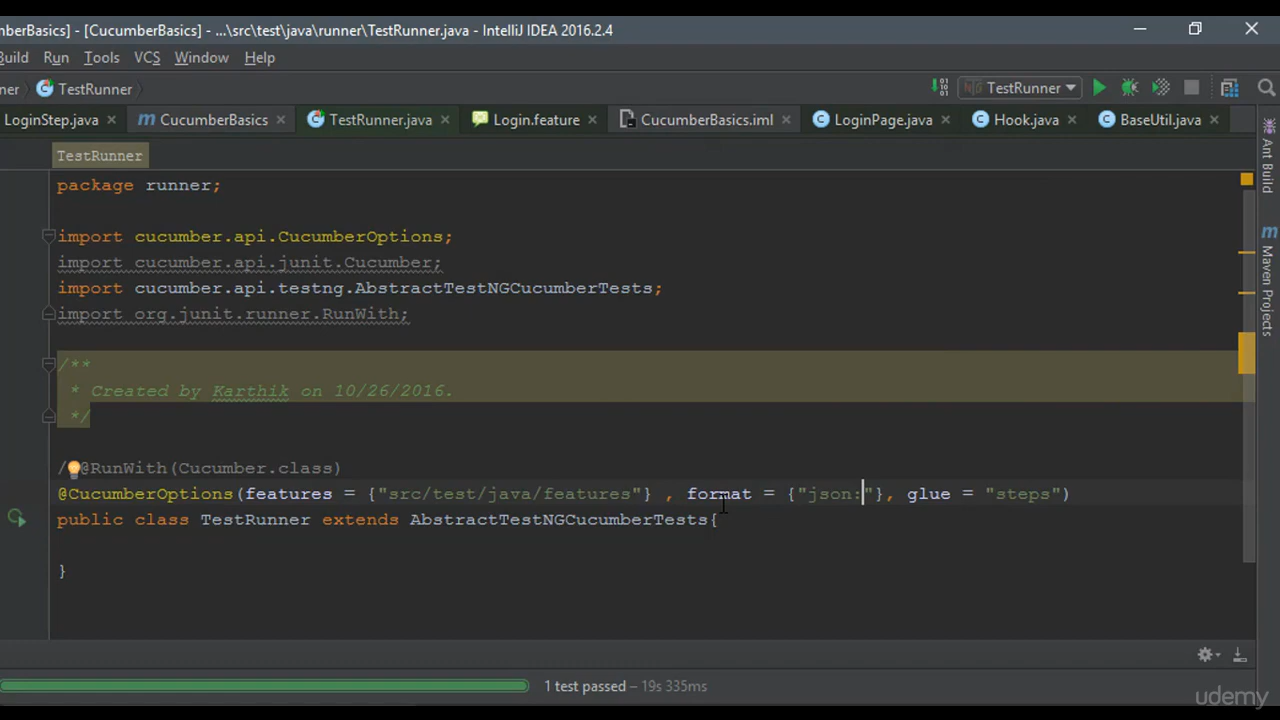 mberBasics] - [CucumberBasics] - ...\src\test\java\runner\TestRunner.java - IntelliJ IDEA 2016.2.4
Build Run Tools VCS Window Help
ner TestRunner TestRunner
LoginStep.java CucumberBasics TestRunner.java Login.feature CucumberBasics.iml LoginPage.java Hook.java BaseUtil.java
TestRunner
package runner;
import cucumber.api.CucumberOptions;
import cucumber.api.junit.Cucumber;
import cucumber.api.testng.AbstractTestNGCucumberTests;
import org.junit.runner.RunWith;
/**
* Created by Karthik on 10/26/2016.
*/
/ @RunWith(Cucumber.class)
@CucumberOptions(features = {"src/test/java/features"} , format = {"json:"}, glue = "steps")
public class TestRunner extends AbstractTestNGCucumberTests{
}
Ant Build
Maven Projects
1 test passed – 19s 335ms
udemy